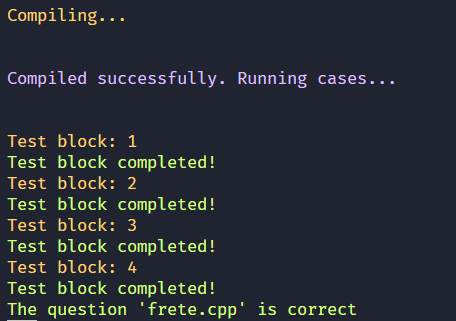 Compiling...
Compiled successfully. Running cases...
Test block: 1
Test block completed!
Test block: 2
Test block completed!
Test block: 3
Test block completed!
Test block: 4
Test block completed!
The question 'frete.cpp' is correct